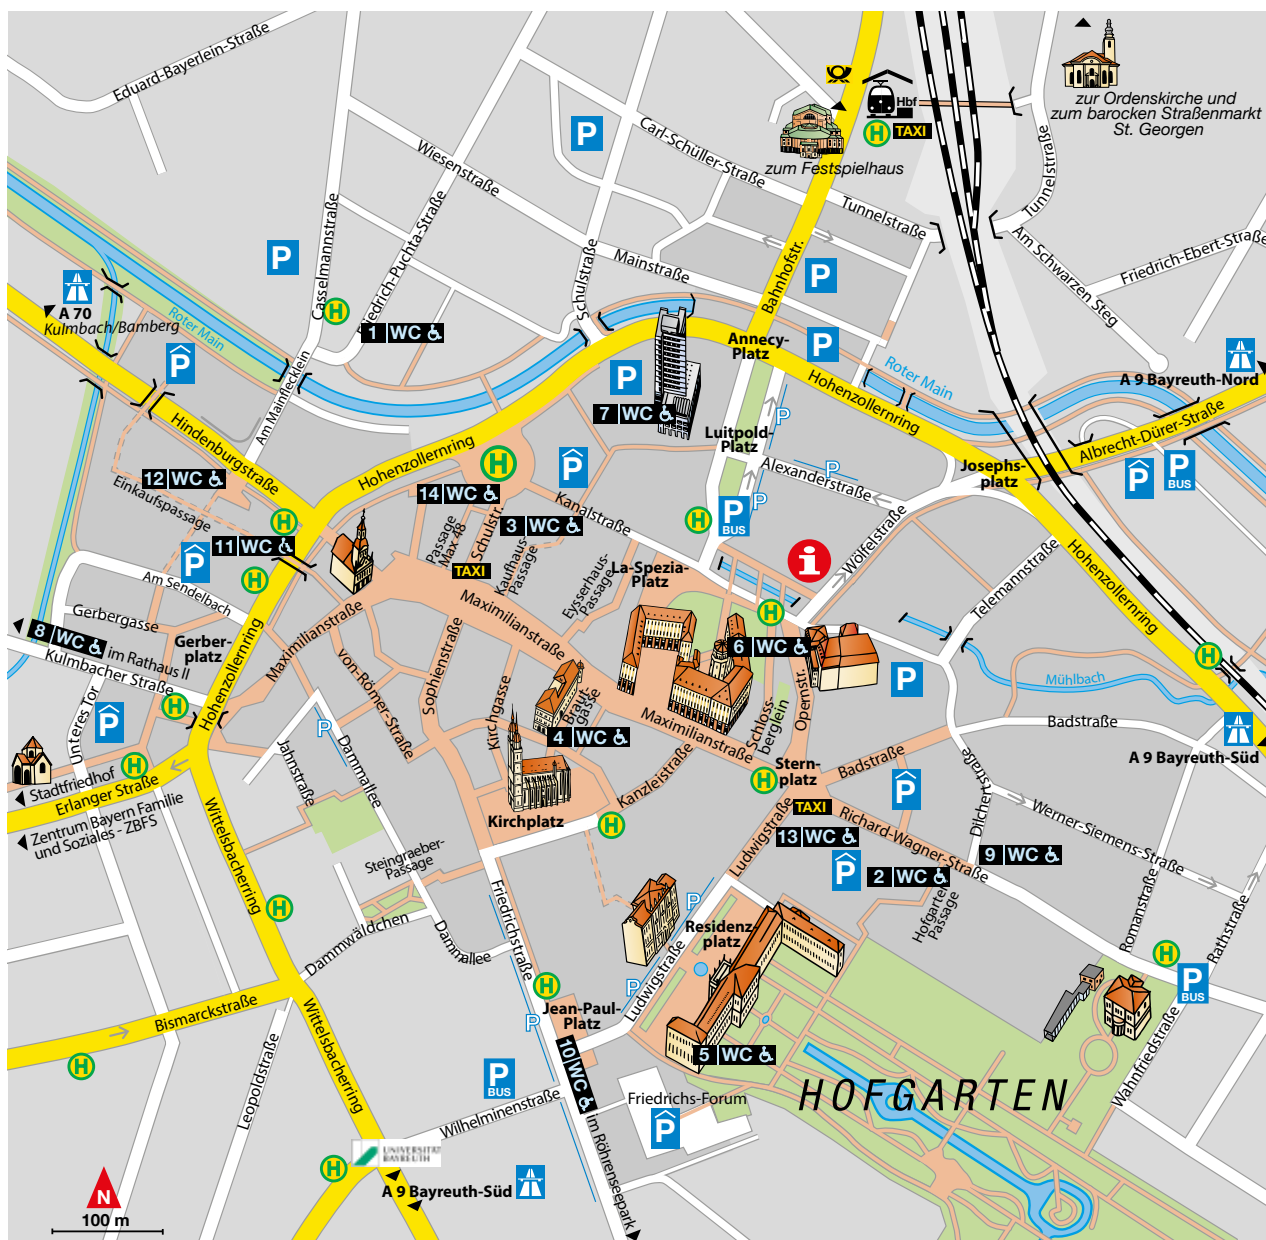 Eduard-Bayerlein-Straße
Wiesenstraße
Carl-Schüller-Straße
Tunnelstraße
Tunnelstraße
Hbf
H
TAXI
zum Festspielhaus
zur Ordenskirche und
zum barocken Straßenmarkt
St. Georgen
P
Casselmannstraße
Friedrich-Puchta-Straße
Schulstraße
Mainstraße
Bahnhofstr.
Am Schwarzen Steg
Friedrich-Ebert-Straße
P
P
A 70
Kulmbach/Bamberg
Roter Main
H
1 WC
P
P
P
Annecy-
Platz
Roter Main
A 9 Bayreuth-Nord
Am Mainflecklein
Hindenburgstraße
Hohenzollernring
7 WC
P
Hohenzollernring
Albrecht-Dürer-Straße
Luitpold-
Platz
P
Alexanderstraße
Josephs-
platz
P
P
BUS
12 WC
Einkaufspassage
H
14 WC
P
Kanalstraße
P
P
BUS
H
H
11 WC
P
H
Passage
Max 48
Schulstr.
3 WC
Kaufhaus-
Passage
TAXI
Eysserhaus-
Passage
La-Spezia-
Platz
i
Wölfelstraße
Telemannstraße
Hohenzollernring
Am Sendelbach
Gerbergasse
Gerber-
platz
8 WC im Rathaus II
Kulmbacher Straße
Maximilianstraße
Maximilianstraße
Hohenzollernring
von-Römer-Straße
Sophienstraße
Kirchgasse
Braut-
gasse
4 WC
Maximilianstraße
H
6 WC
Schloss-
berglein
Opernstr.
P
Mühlbach
H
Badstraße
A 9 Bayreuth-Süd
Unteres Tor
P
H
H
Stadtfriedhof
Erlanger Straße
Zentrum Bayern Familie
und Soziales - ZBFS
Jahnstraße
P
Dammallee
Kirchplatz
Kanzleistraße
H
H
Stern-
platz
Badstraße
P
TAXI
13 WC
Richard-Wagner-Straße
Dilchertstraße
Werner-Siemens-Straße
9 WC
P
2 WC
Hofgarten-
Passage
Romanstraße
Rathstraße
Wittelsbacherring
Steingraeber-
Passage
Ludwigstraße
P
H
Dammwäldchen
Dammallee
Friedrichstraße
Residenz-
platz
Ludwigstraße
P
H
P
BUS
H
Jean-Paul-
Platz
P
Bismarckstraße
H
Wittelsbacherring
Leopoldstraße
5 WC
Wahnfriedstraße
HOFGARTEN
10 WC im Röhrenseepark
P
BUS
Wilhelminenstraße
Friedrichs-Forum
P
UNIVERSITÄT
BAYREUTH
H
A 9 Bayreuth-Süd
N
100 m